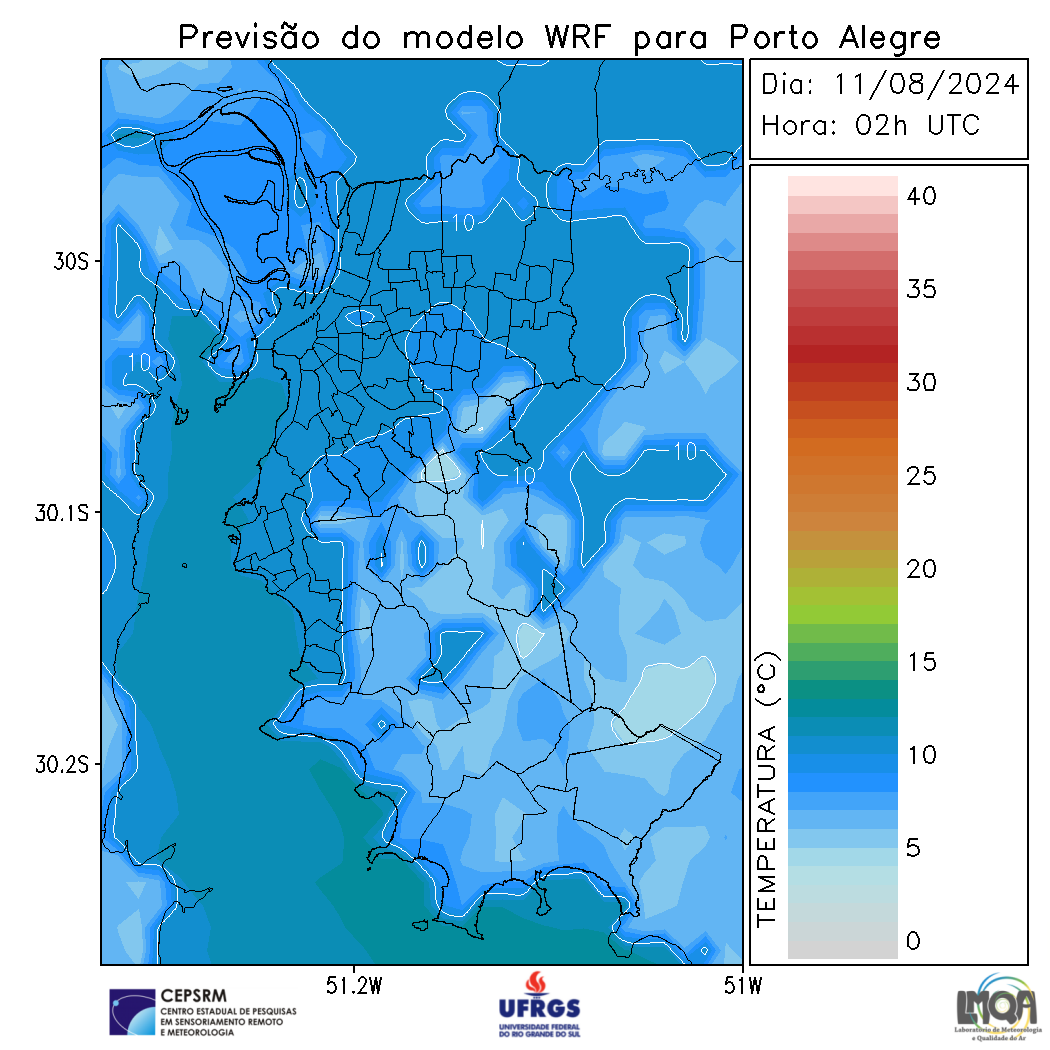 Previsão do modelo WRF para Porto Alegre
Dia: 11/08/2024
Hora: 02h UTC
40
35
30
25
20
15
10
5
0
TEMPERATURA (°C)
30S
30.1S
30.2S
51.2W
51W
10
10
10
10
CEPSRM
CENTRO ESTADUAL DE PESQUISAS
EM SENSORIAMENTO REMOTO
E METEOROLOGIA
UFRGS
UNIVERSIDADE FEDERAL
DO RIO GRANDE DO SUL
LMQA
Laboratório de Meteorologia
e Qualidade do Ar